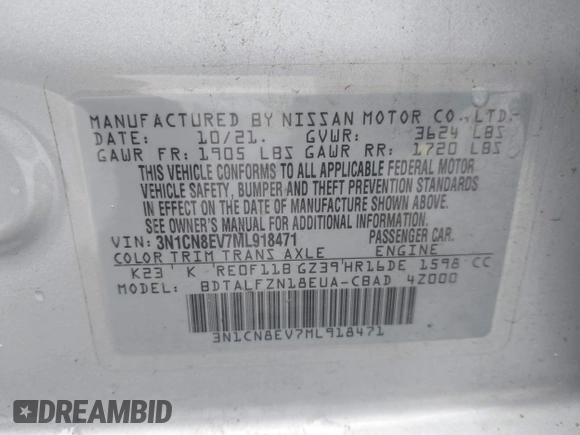 MANUFACTURED BY NISSAN MOTOR CO.,LTD.
DATE: 10/21. GVWR: 3624 LBS
GAWR FR: 1905 LBS GAWR RR: 1720 LBS
THIS VEHICLE CONFORMS TO ALL APPLICABLE FEDERAL MOTOR
VEHICLE SAFETY, BUMPER AND THEFT PREVENTION STANDARDS
IN EFFECT ON THE DATE OF MANUFACTURE SHOWN ABOVE.
SEE OWNER'S MANUAL FOR ADDITIONAL INFORMATION.
VIN: 3N1CN8EV7ML918471 PASSENGER CAR.
COLOR TRIM TRANS AXLE ENGINE
K23 K RE0F11B GZ39 HR16DE 1598 CC
MODEL: BDTALFZN18EUA-CBAD 4Z000
3N1CN8EV7ML918471
DREAMBID